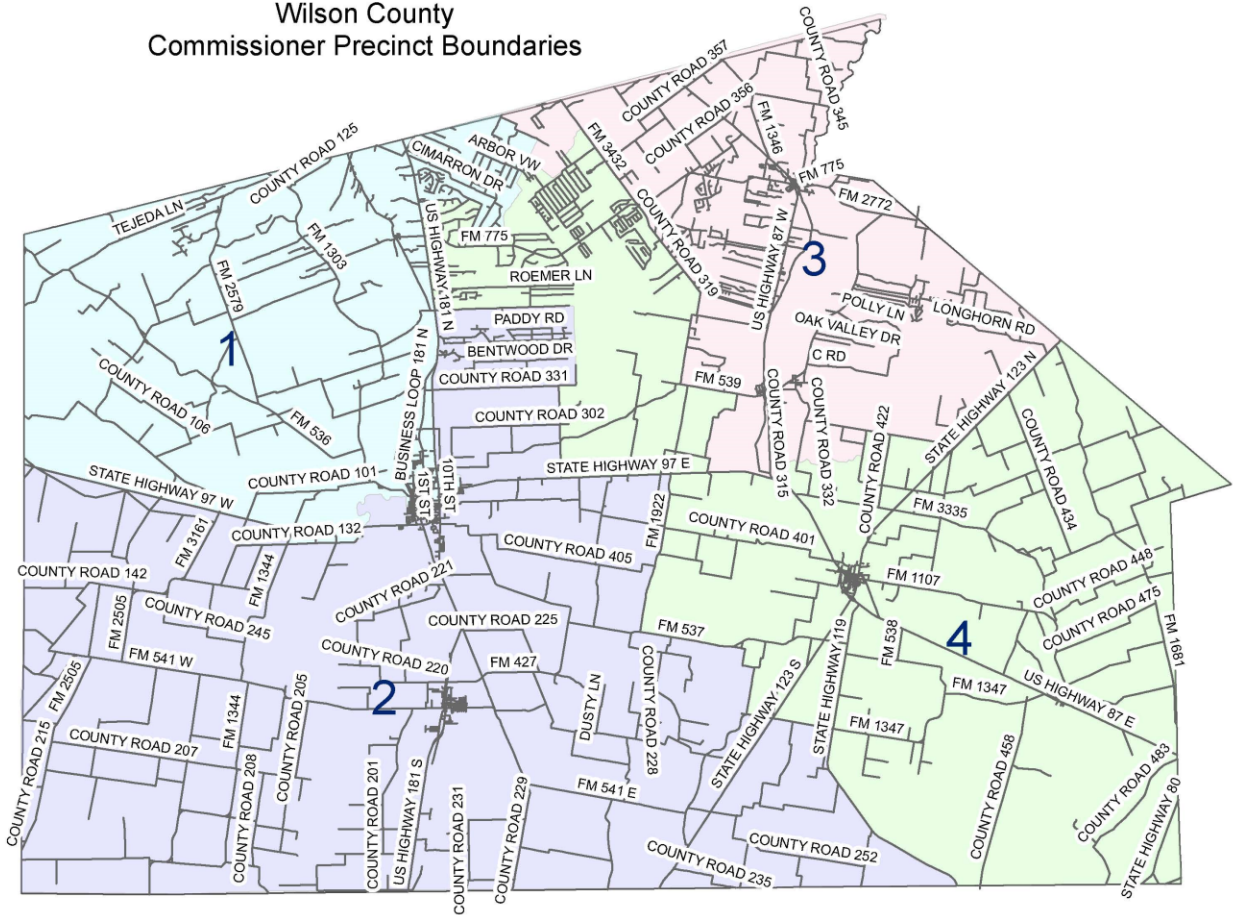 Wilson County
Commissioner Precinct Boundaries
COUNTY ROAD 345
COUNTY ROAD 357
COUNTY ROAD 356
FM 1346
FM 3432
COUNTY ROAD 125
ARBOR VW
CIMARRON DR
FM 775
FM 2772
TEJEDA LN
FM 1303
US HIGHWAY 181 N
FM 775
COUNTY ROAD 319
US HIGHWAY 87 W
3
FM 2579
ROEMER LN
POLLY LN
LONGHORN RD
PADDY RD
OAK VALLEY DR
1
BENTWOOD DR
C RD
BUSINESS LOOP 181 N
COUNTY ROAD 331
FM 539
STATE HIGHWAY 123 N
COUNTY ROAD 106
FM 536
COUNTY ROAD 302
COUNTY ROAD 315
COUNTY ROAD 332
COUNTY ROAD 422
COUNTY ROAD 434
STATE HIGHWAY 97 W
COUNTY ROAD 101
1ST ST
10TH ST
STATE HIGHWAY 97 E
FM 1922
FM 3335
FM 3161
COUNTY ROAD 132
COUNTY ROAD 401
COUNTY ROAD 405
COUNTY ROAD 142
FM 1344
COUNTY ROAD 221
FM 1107
COUNTY ROAD 448
COUNTY ROAD 475
FM 2505
COUNTY ROAD 245
COUNTY ROAD 225
FM 537
STATE HIGHWAY 119
FM 538
4
FM 1681
FM 541 W
COUNTY ROAD 220
FM 427
FM 2505
FM 1344
COUNTY ROAD 205
2
DUSTY LN
COUNTY ROAD 228
STATE HIGHWAY 123 S
FM 1347
US HIGHWAY 87 E
FM 1347
COUNTY ROAD 215
COUNTY ROAD 207
COUNTY ROAD 208
COUNTY ROAD 201
US HIGHWAY 181 S
COUNTY ROAD 231
COUNTY ROAD 229
FM 541 E
COUNTY ROAD 458
COUNTY ROAD 483
STATE HIGHWAY 80
COUNTY ROAD 235
COUNTY ROAD 252